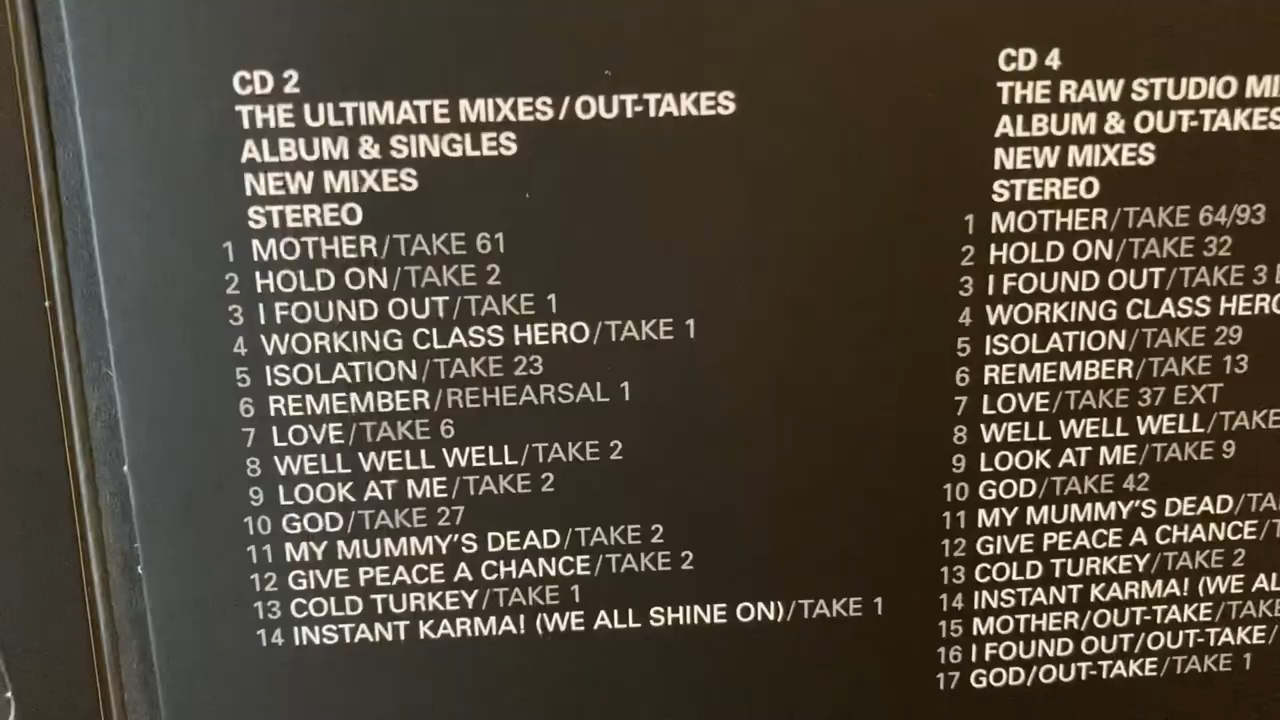 CD 2
THE ULTIMATE MIXES/OUT-TAKES
ALBUM & SINGLES
NEW MIXES
STEREO
1 MOTHER/TAKE 61
2 HOLD ON/TAKE 2
3 I FOUND OUT/TAKE 1
4 WORKING CLASS HERO/TAKE 1
5 ISOLATION/TAKE 23
6 REMEMBER/REHEARSAL 1
7 LOVE/TAKE 6
8 WELL WELL WELL/TAKE 2
9 LOOK AT ME/TAKE 2
10 GOD/TAKE 27
11 MY MUMMY'S DEAD/TAKE 2
12 GIVE PEACE A CHANCE/TAKE 2
13 COLD TURKEY/TAKE 1
14 INSTANT KARMA! (WE ALL SHINE ON)/TAKE 1
CD 4
THE RAW STUDIO
ALBUM & OUT-TAKES
NEW MIXES
STEREO
1 MOTHER/TAKE 64/93
2 HOLD ON/TAKE 32
3 I FOUND OUT/TAKE 3
4 WORKING CLASS
5 ISOLATION/TAKE 29
6 REMEMBER/TAKE 13
7 LOVE/TAKE 37 EXT
8 WELL WELL WELL/TAKE
9 LOOK AT ME/TAKE 9
10 GOD/TAKE 42
11 MY MUMMY'S DEAD/
12 GIVE PEACE A CHANCE/
13 COLD TURKEY/TAKE 2
14 INSTANT KARMA! (WE
15 MOTHER/OUT-TAKE/
16 I FOUND OUT/OUT-TAKE/
17 GOD/OUT-TAKE/TAKE 1